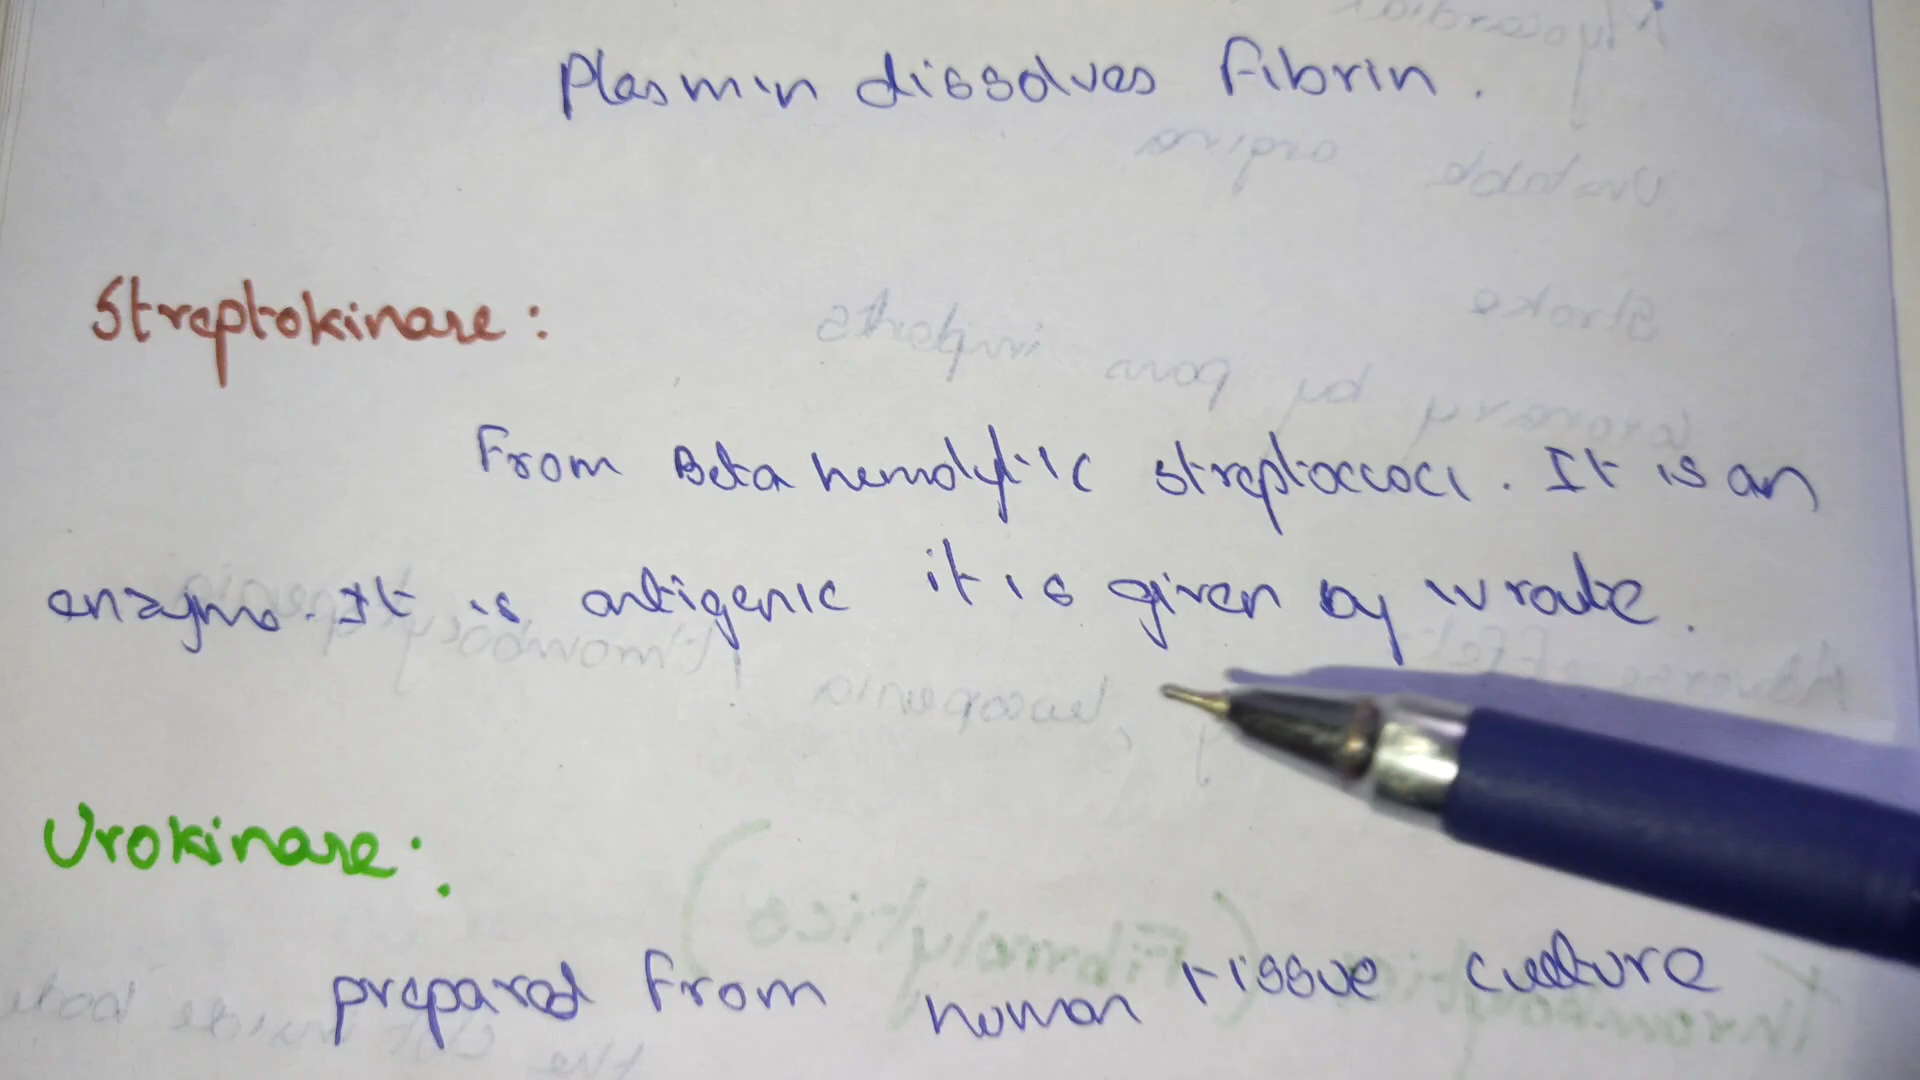 Plasmin dissolves Fibrin.
Streptokinase:
From Beta hemolytic streptococci. It is an
enzyme. It is antigenic it is given by IV route.
Urokinase:
prepared from human tissue culture